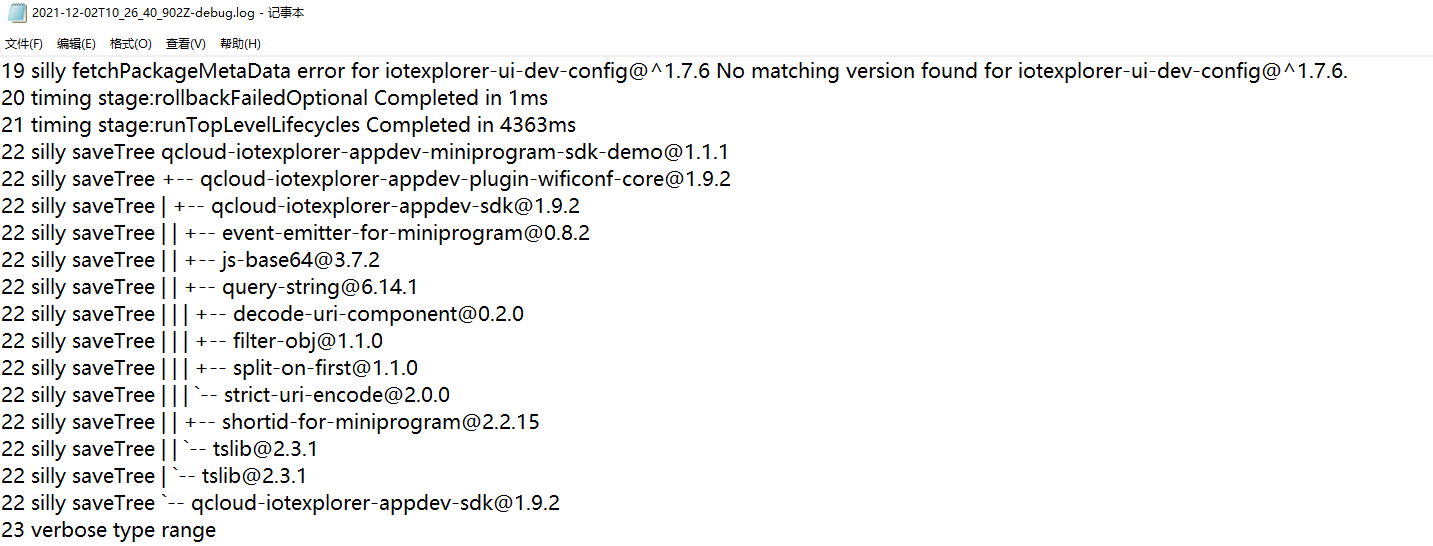 2021-12-02T10_26_40_902Z-debug.log - 记事本
文件(F) 编辑(E) 格式(O) 查看(V) 帮助(H)
19 silly fetchPackageMetaData error for iotexplorer-ui-dev-config@^1.7.6 No matching version found for iotexplorer-ui-dev-config@^1.7.6.
20 timing stage:rollbackFailedOptional Completed in 1ms
21 timing stage:runTopLevelLifecycles Completed in 4363ms
22 silly saveTree qcloud-iotexplorer-appdev-miniprogram-sdk-demo@1.1.1
22 silly saveTree +-- qcloud-iotexplorer-appdev-plugin-wificonf-core@1.9.2
22 silly saveTree | +-- qcloud-iotexplorer-appdev-sdk@1.9.2
22 silly saveTree | | +-- event-emitter-for-miniprogram@0.8.2
22 silly saveTree | | +-- js-base64@3.7.2
22 silly saveTree | | +-- query-string@6.14.1
22 silly saveTree | | | +-- decode-uri-component@0.2.0
22 silly saveTree | | | +-- filter-obj@1.1.0
22 silly saveTree | | | +-- split-on-first@1.1.0
22 silly saveTree | | | `-- strict-uri-encode@2.0.0
22 silly saveTree | | +-- shortid-for-miniprogram@2.2.15
22 silly saveTree | | `-- tslib@2.3.1
22 silly saveTree | `-- tslib@2.3.1
22 silly saveTree `-- qcloud-iotexplorer-appdev-sdk@1.9.2
23 verbose type range